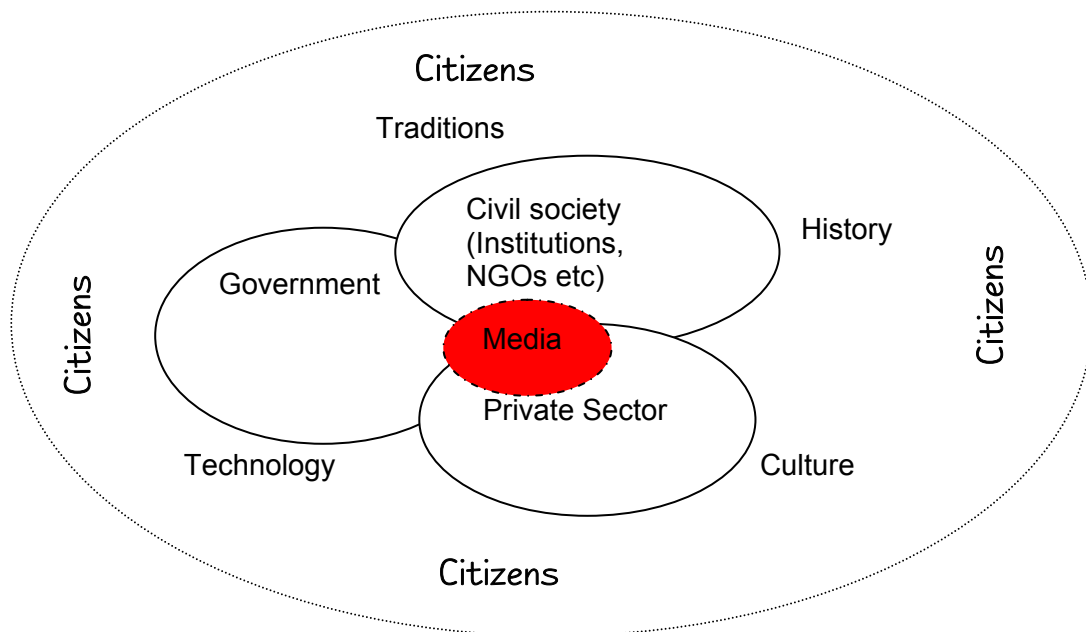 Citizens
Traditions
Civil society
(Institutions,
NGOs etc)
History
Government
Citizens
Citizens
Media
Private Sector
Technology
Culture
Citizens